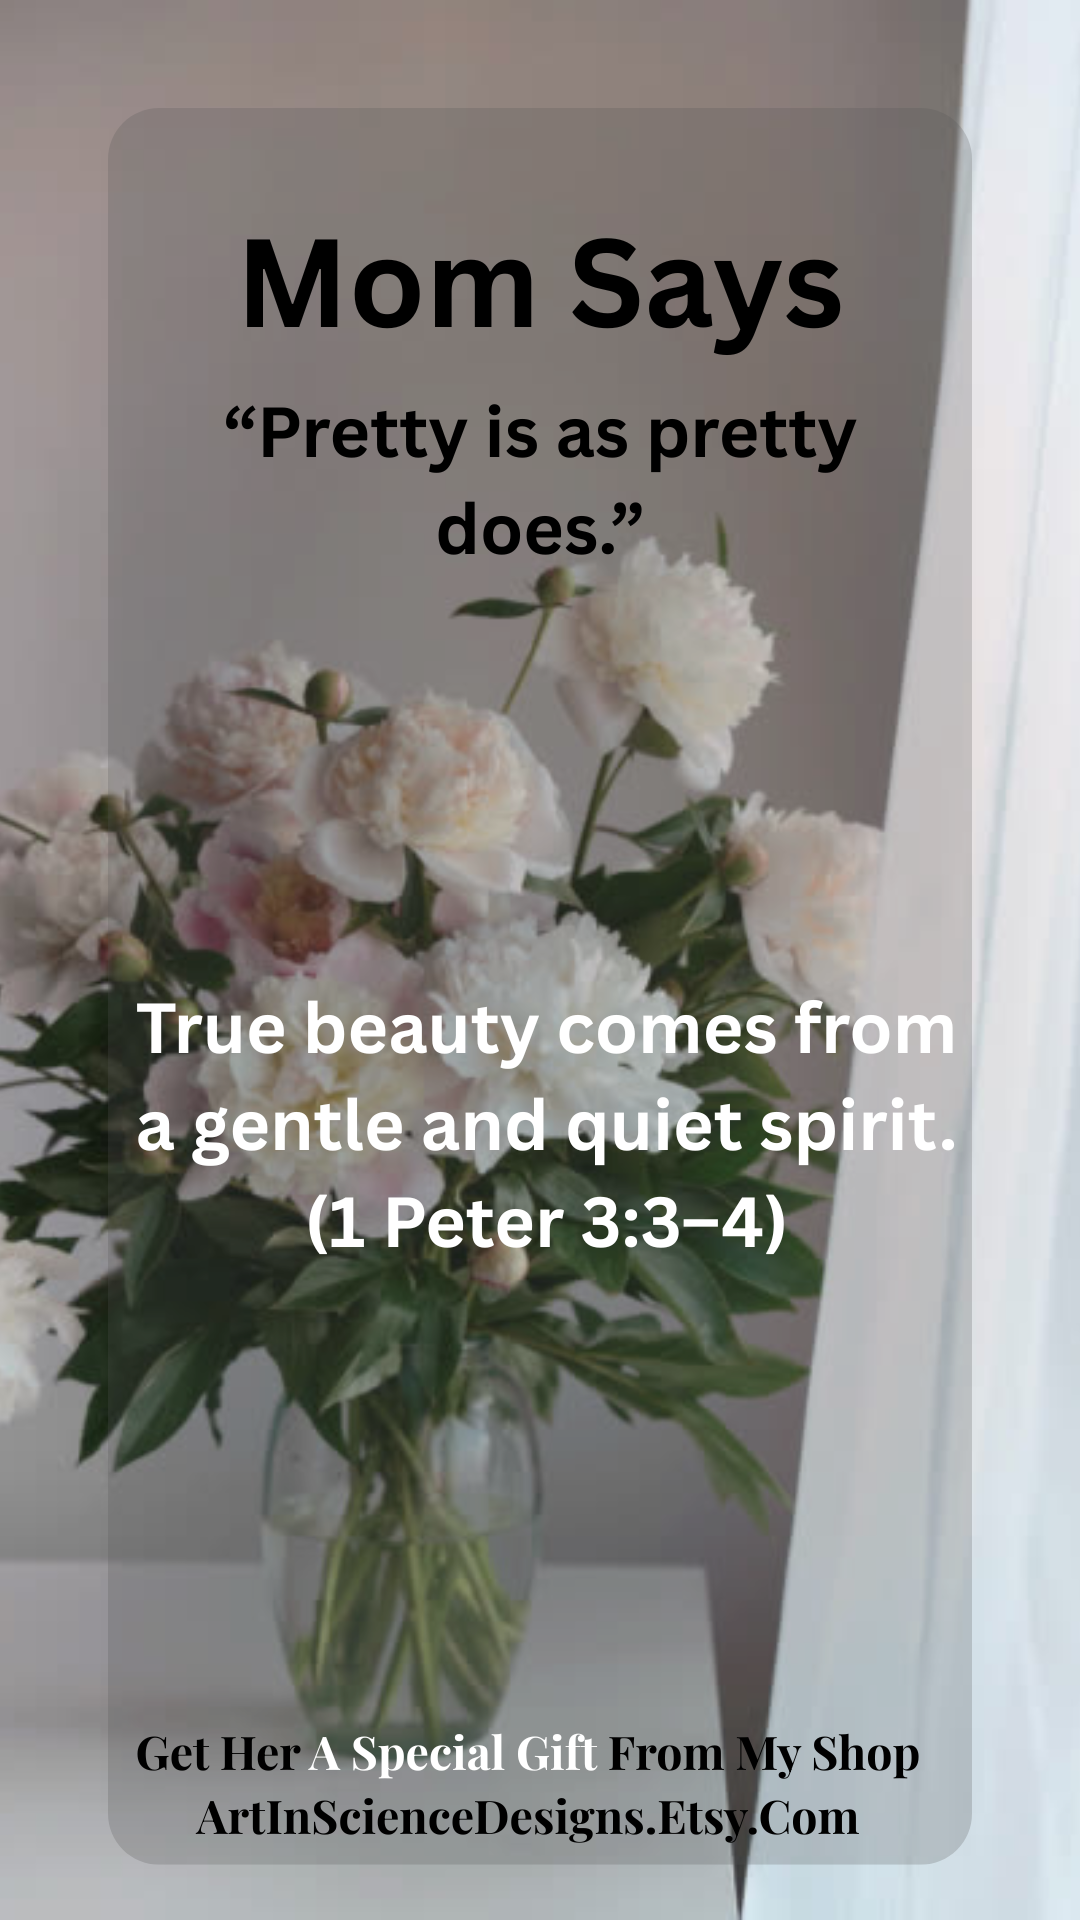 Mom Says
“Pretty is as pretty
does.”
True beauty comes from
a gentle and quiet spirit.
(1 Peter 3:3–4)
Get Her A Special Gift From My Shop
ArtInScienceDesigns.Etsy.Com